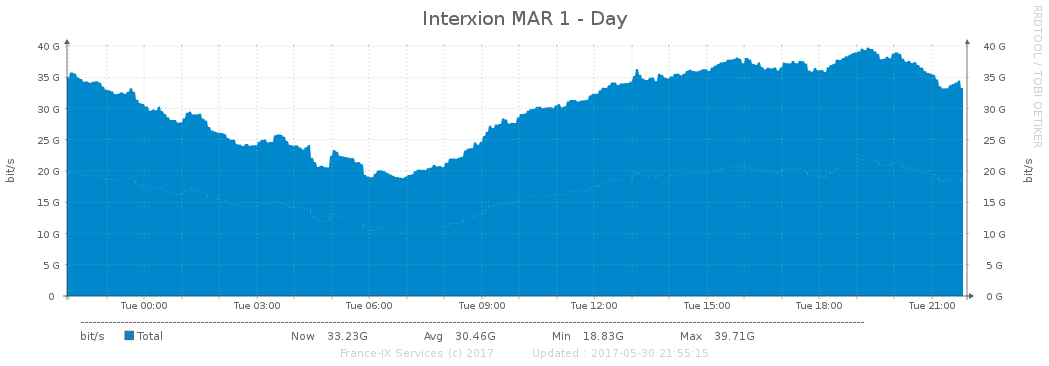 Interxion MAR 1 - Day
RRDTOOL / TOBI OETIKER
40 G 40 G
35 G 35 G
30 G 30 G
25 G 25 G
20 G 20 G
15 G 15 G
10 G 10 G
5 G 5 G
0 0 G
bit/s bit/s
Tue 00:00 Tue 03:00 Tue 06:00 Tue 09:00 Tue 12:00 Tue 15:00 Tue 18:00 Tue 21:00
bit/s Total Now 33.23G Avg 30.46G Min 18.83G Max 39.71G
France-IX Services (c) 2017 Updated : 2017-05-30 21:55:15